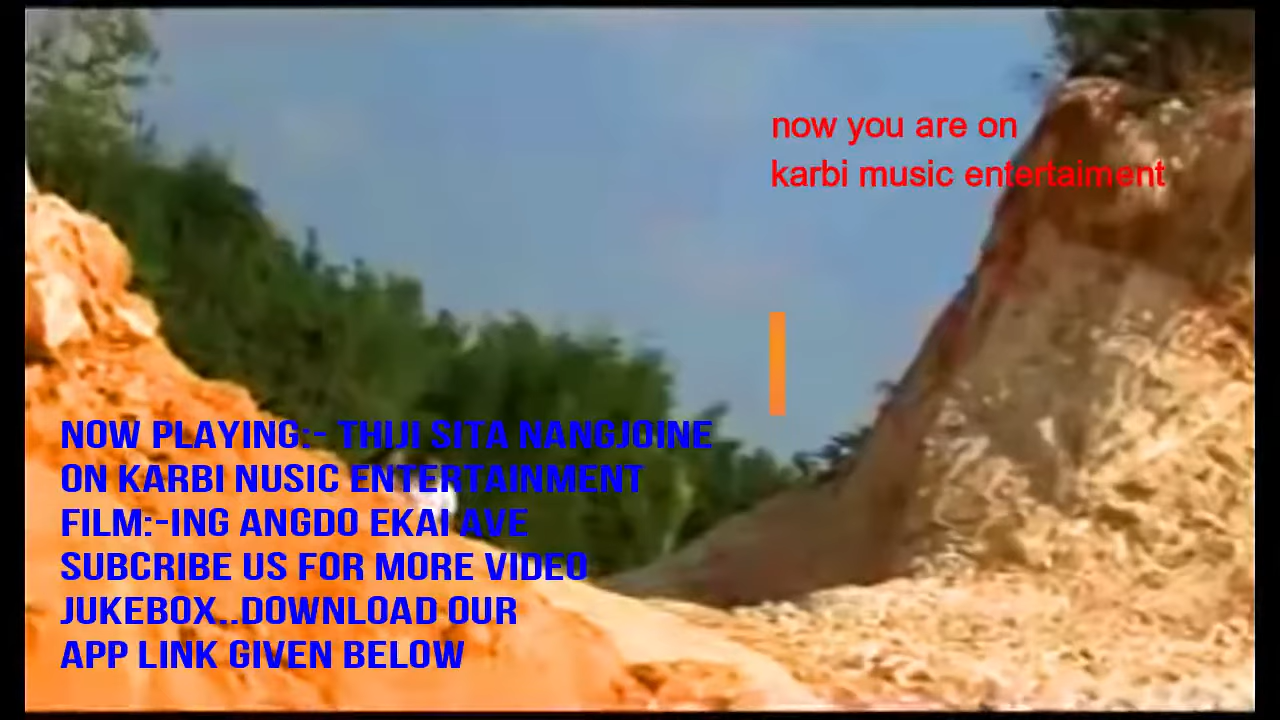 now you are on
karbi music entertaiment
NOW PLAYING:- THIJI SITA NANGJOINE
ON KARBI NUSIC ENTERTAINMENT
FILM:-ING ANGDO EKAI AVE
SUBCRIBE US FOR MORE VIDEO
JUKEBOX..DOWNLOAD OUR
APP LINK GIVEN BELOW